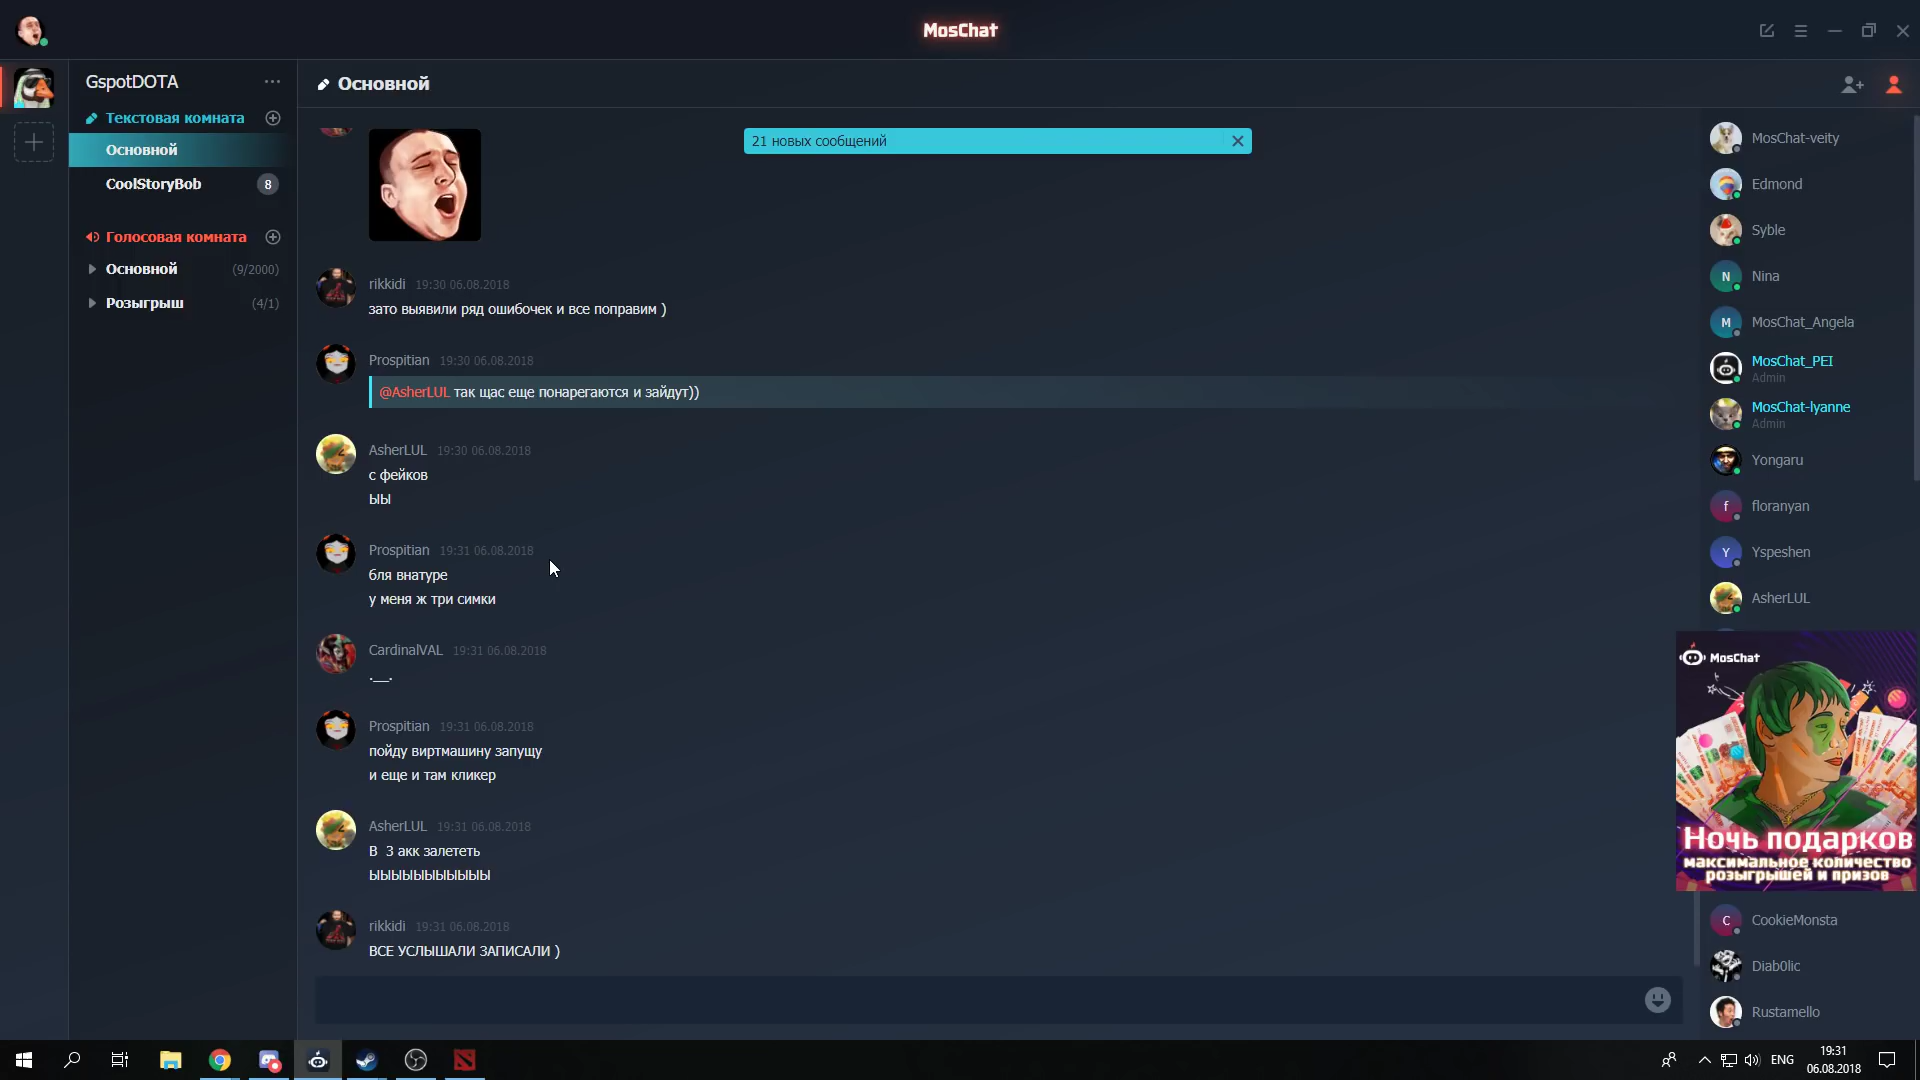 MosChat
GspotDOTA
Текстовая комната
Основной
CoolStoryBob
8
Голосовая комната
Основной
(9/2000)
Розыгрыш
(4/1)
Основной
21 новых сообщений
rikkidi 19:30 06.08.2018
зато выявили ряд ошибочек и все поправим )
Prospitian 19:30 06.08.2018
@AsherLUL так щас еще понарегаются и зайдут))
AsherLUL 19:30 06.08.2018
с фейков
ыы
Prospitian 19:31 06.08.2018
бля внатуре
у меня ж три симки
CardinalVAL 19:31 06.08.2018
.__.
Prospitian 19:31 06.08.2018
пойду виртмашину запущу
и еще и там кликер
AsherLUL 19:31 06.08.2018
В 3 акк залететь
ыыыыыыыыыыы
rikkidi 19:31 06.08.2018
ВСЕ УСЛЫШАЛИ ЗАПИСАЛИ )
MosChat-veity
Edmond
Syble
N
Nina
M
MosChat_Angela
MosChat_PEI
Admin
MosChat-lyanne
Admin
Yongaru
f
floranyan
Y
Yspeshen
AsherLUL
MosChat
Ночь подарков
максимальное количество
розыгрышей и призов
C
CookieMonsta
Diab0lic
Rustamello
ENG
19:31
06.08.2018